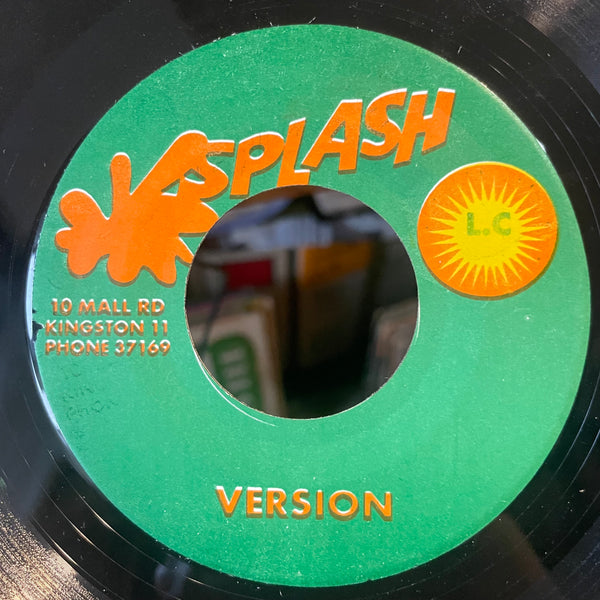 SPLASH
L.C
10 MALL RD
KINGSTON 11
PHONE 37169
VERSION